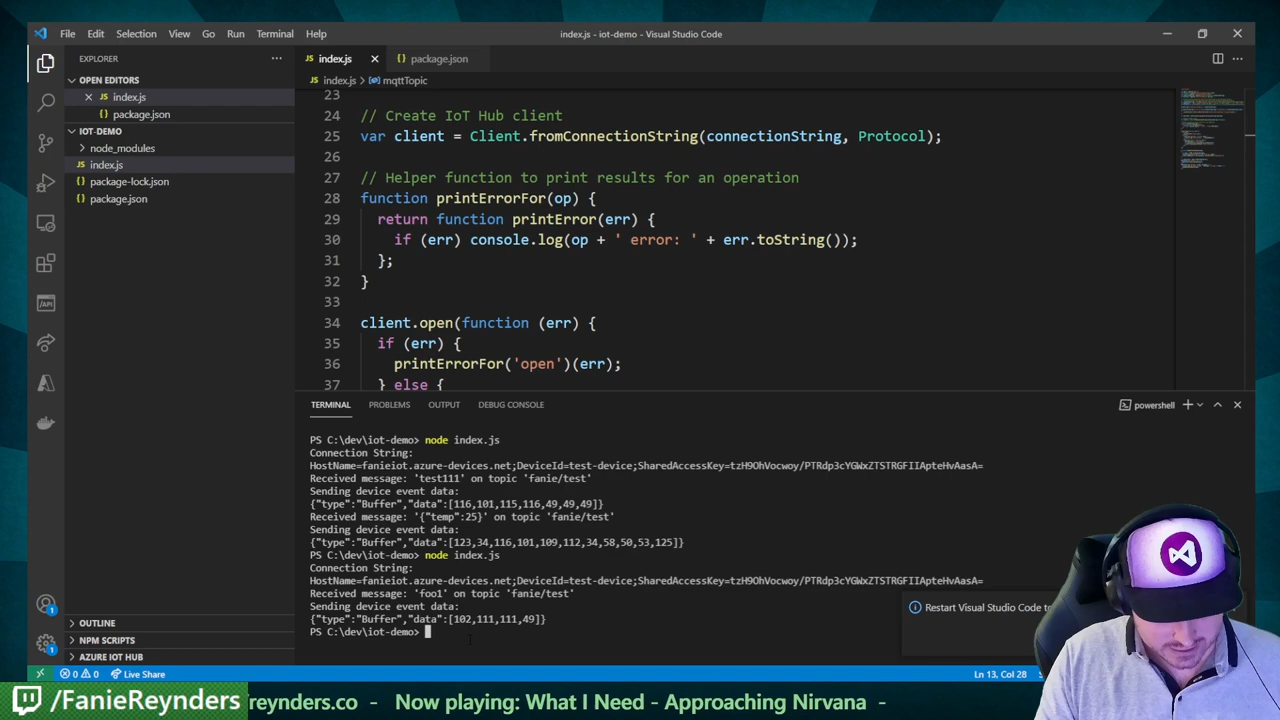 File Edit Selection View Go Run Terminal Help
index.js - iot-demo - Visual Studio Code
EXPLORER
OPEN EDITORS
JS index.js
{} package.json
IOT-DEMO
node_modules
JS index.js
{} package-lock.json
{} package.json
OUTLINE
NPM SCRIPTS
AZURE IOT HUB
JS index.js
{} package.json
JS index.js > mqttTopic
23
24 // Create IoT Hub client
25 var client = Client.fromConnectionString(connectionString, Protocol);
26
27 // Helper function to print results for an operation
28 function printErrorFor(op) {
29 return function printError(err) {
30 if (err) console.log(op + ' error: ' + err.toString());
31 };
32 }
33
34 client.open(function (err) {
35 if (err) {
36 printErrorFor('open')(err);
37 } else {
TERMINAL PROBLEMS OUTPUT DEBUG CONSOLE
powershell
PS C:\dev\iot-demo> node index.js
Connection String:
HostName=fanieiot.azure-devices.net;DeviceId=test-device;SharedAccessKey=tzH9OhVocwoy/PTRdp3cYGWxZTSTRGFIIApteHvAasA=
Received message: 'test111' on topic 'fanie/test'
Sending device event data:
{"type":"Buffer","data":[116,101,115,116,49,49,49]}
Received message: '{"temp":25}' on topic 'fanie/test'
Sending device event data:
{"type":"Buffer","data":[123,34,116,101,109,112,34,58,50,53,125]}
PS C:\dev\iot-demo> node index.js
Connection String:
HostName=fanieiot.azure-devices.net;DeviceId=test-device;SharedAccessKey=tzH9OhVocwoy/PTRdp3cYGWxZTSTRGFIIApteHvAasA=
Received message: 'foo1' on topic 'fanie/test'
Sending device event data:
{"type":"Buffer","data":[102,111,111,49]}
PS C:\dev\iot-demo>
Restart Visual Studio Code to
0 0 Live Share
Ln 13, Col 28
/FanieReynders
reynders.co - Now playing: What I Need - Approaching Nirvana -